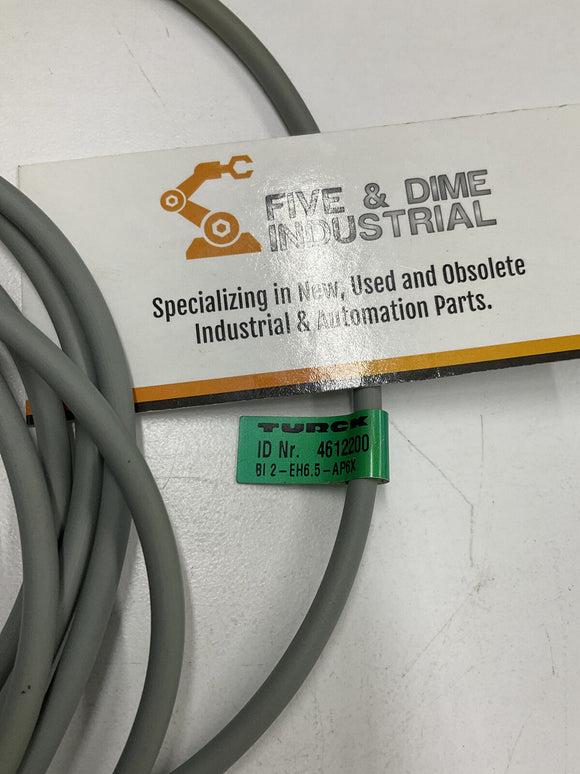 FIVE & DIME
INDUSTRIAL
Specializing in New, Used and Obsolete
Industrial & Automation Parts.
TURCK
ID Nr. 4612200
BI 2-EH6.5-AP6X